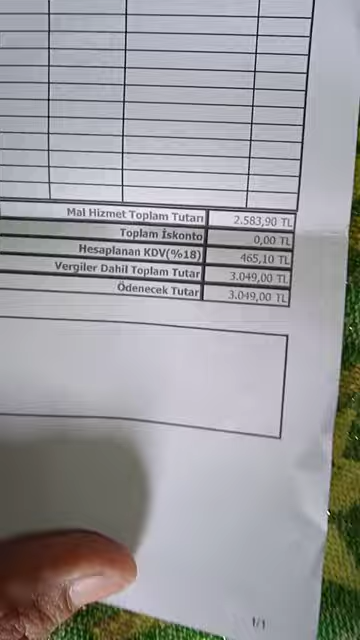 Mal Hizmet Toplam Tutarı 2.583,90 TL
Toplam İskonto 0,00 TL
Hesaplanan KDV(%18) 465,10 TL
Vergiler Dahil Toplam Tutar 3.049,00 TL
Ödenecek Tutar 3.049,00 TL
1/1